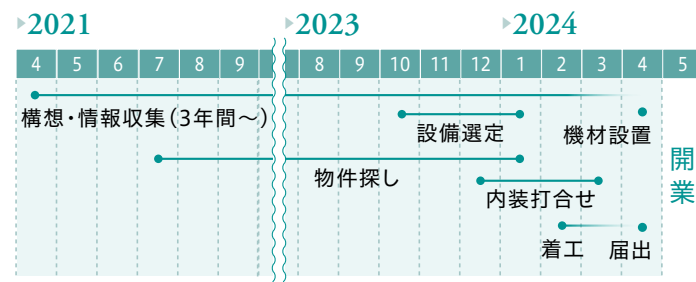 2021 2023 2024
4 5 6 7 8 9 8 9 10 11 12 1 2 3 4 5
構想・情報収集（3年間〜）
設備選定 機材設置
物件探し
内装打合せ
着工 届出
開業